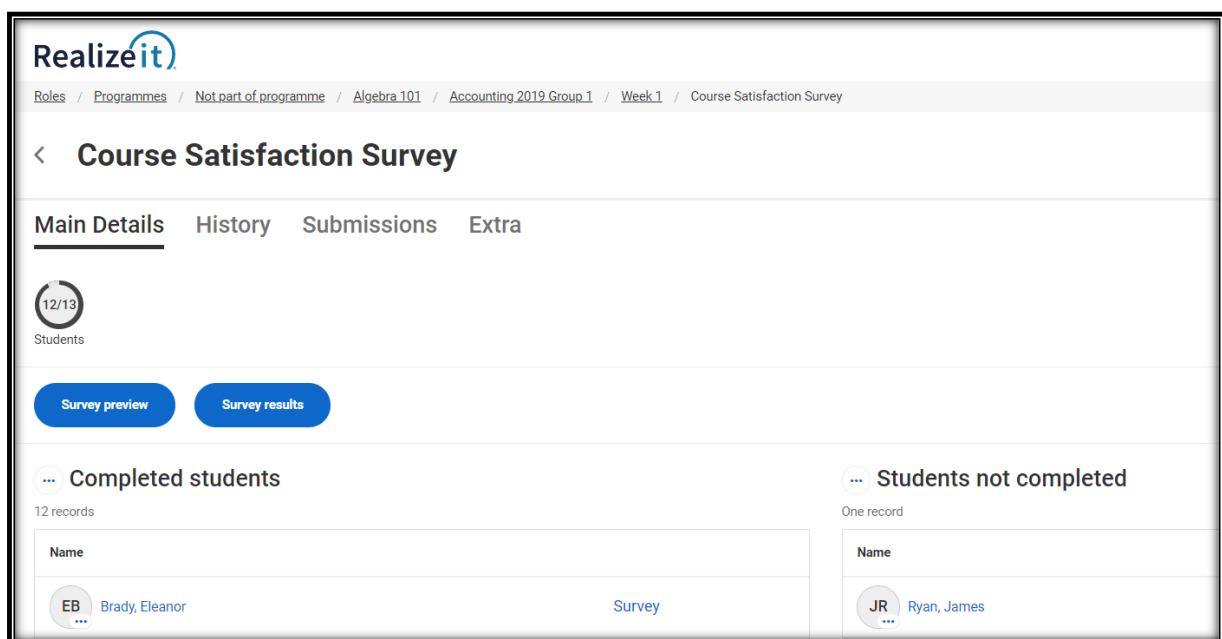 Realizeit
Roles / Programmes / Not part of programme / Algebra 101 / Accounting 2019 Group 1 / Week 1 / Course Satisfaction Survey
< Course Satisfaction Survey
Main Details History Submissions Extra
12/13
Students
Survey preview Survey results
... Completed students
12 records
Name
EB Brady, Eleanor Survey
... Students not completed
One record
Name
JR Ryan, James